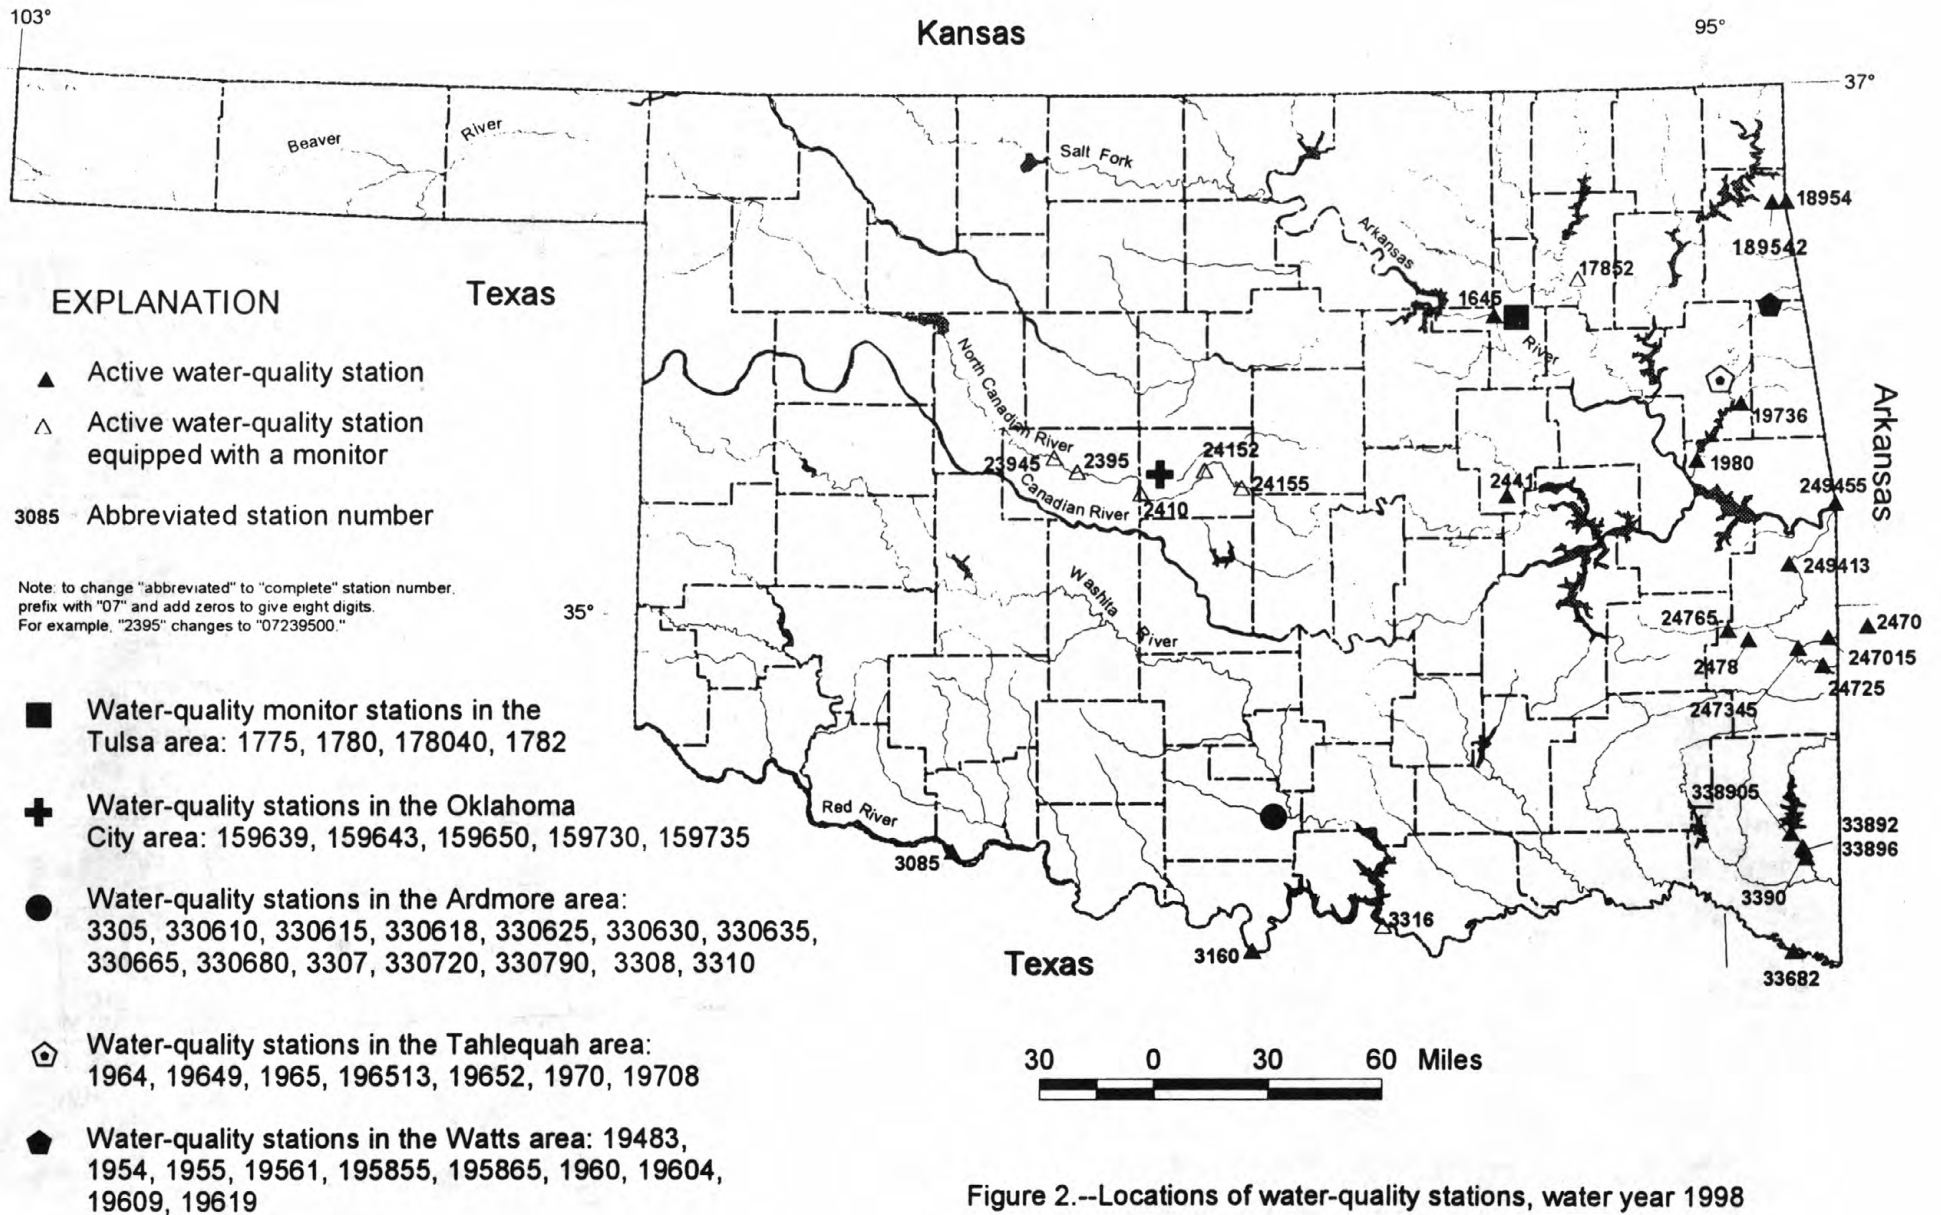 103°
Kansas
95°
37°
Beaver
River
Salt Fork
18954
189542
Arkansas
17852
1645
River
EXPLANATION
Texas
Active water-quality station
Active water-quality station
equipped with a monitor
3085 Abbreviated station number
North Canadian River
Arkansas
19736
23945
2395
24152
24155
2410
Canadian River
1980
2441
249455
249413
Note: to change "abbreviated" to "complete" station number,
prefix with "07" and add zeros to give eight digits.
For example, "2395" changes to "07239500."
35°
Washita
River
24765
2470
2478
247015
24725
247345
Water-quality monitor stations in the
Tulsa area: 1775, 1780, 178040, 1782
Water-quality stations in the Oklahoma
City area: 159639, 159643, 159650, 159730, 159735
Red River
3085
338905
33892
33896
3390
Water-quality stations in the Ardmore area:
3305, 330610, 330615, 330618, 330625, 330630, 330635,
330665, 330680, 3307, 330720, 330790, 3308, 3310
3316
3160
Texas
33682
Water-quality stations in the Tahlequah area:
1964, 19649, 1965, 196513, 19652, 1970, 19708
30 0 30 60 Miles
Water-quality stations in the Watts area: 19483,
1954, 1955, 19561, 195855, 195865, 1960, 19604,
19609, 19619
Figure 2.--Locations of water-quality stations, water year 1998